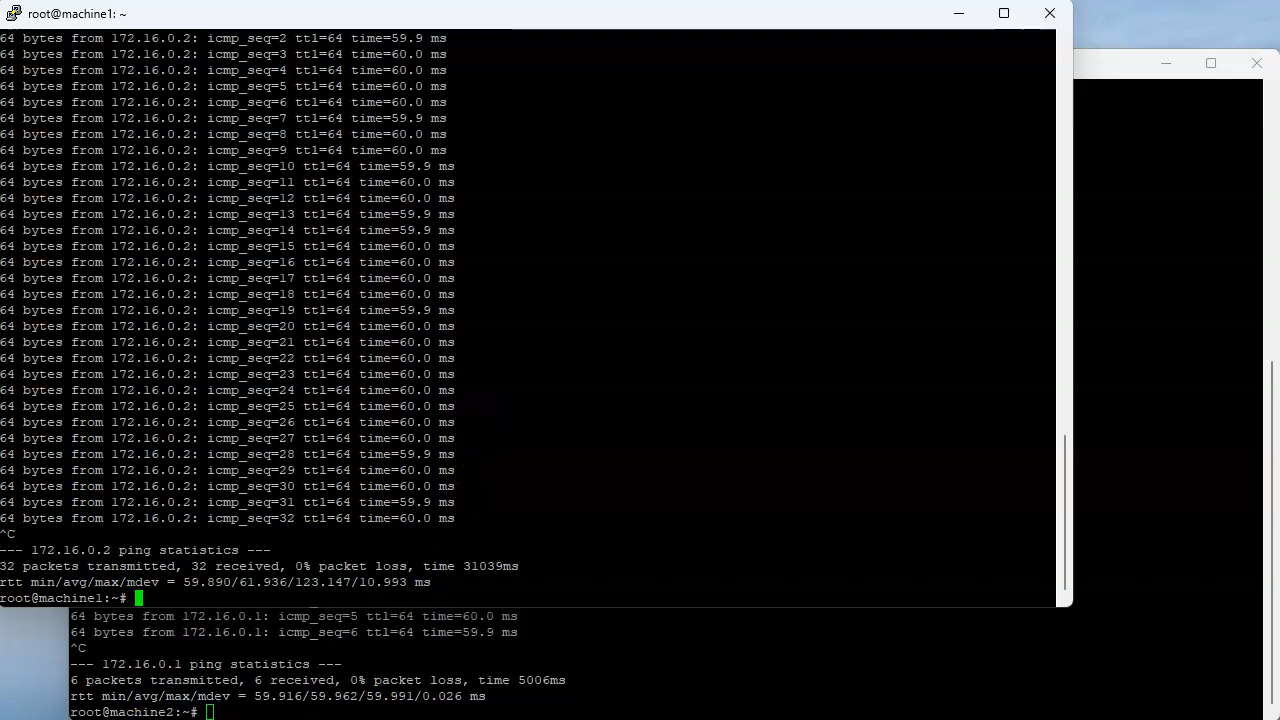 root@machine1: ~
64 bytes from 172.16.0.2: icmp_seq=2 ttl=64 time=59.9 ms
64 bytes from 172.16.0.2: icmp_seq=3 ttl=64 time=60.0 ms
64 bytes from 172.16.0.2: icmp_seq=4 ttl=64 time=60.0 ms
64 bytes from 172.16.0.2: icmp_seq=5 ttl=64 time=60.0 ms
64 bytes from 172.16.0.2: icmp_seq=6 ttl=64 time=60.0 ms
64 bytes from 172.16.0.2: icmp_seq=7 ttl=64 time=59.9 ms
64 bytes from 172.16.0.2: icmp_seq=8 ttl=64 time=60.0 ms
64 bytes from 172.16.0.2: icmp_seq=9 ttl=64 time=60.0 ms
64 bytes from 172.16.0.2: icmp_seq=10 ttl=64 time=59.9 ms
64 bytes from 172.16.0.2: icmp_seq=11 ttl=64 time=60.0 ms
64 bytes from 172.16.0.2: icmp_seq=12 ttl=64 time=60.0 ms
64 bytes from 172.16.0.2: icmp_seq=13 ttl=64 time=59.9 ms
64 bytes from 172.16.0.2: icmp_seq=14 ttl=64 time=59.9 ms
64 bytes from 172.16.0.2: icmp_seq=15 ttl=64 time=60.0 ms
64 bytes from 172.16.0.2: icmp_seq=16 ttl=64 time=60.0 ms
64 bytes from 172.16.0.2: icmp_seq=17 ttl=64 time=60.0 ms
64 bytes from 172.16.0.2: icmp_seq=18 ttl=64 time=60.0 ms
64 bytes from 172.16.0.2: icmp_seq=19 ttl=64 time=59.9 ms
64 bytes from 172.16.0.2: icmp_seq=20 ttl=64 time=60.0 ms
64 bytes from 172.16.0.2: icmp_seq=21 ttl=64 time=60.0 ms
64 bytes from 172.16.0.2: icmp_seq=22 ttl=64 time=60.0 ms
64 bytes from 172.16.0.2: icmp_seq=23 ttl=64 time=60.0 ms
64 bytes from 172.16.0.2: icmp_seq=24 ttl=64 time=60.0 ms
64 bytes from 172.16.0.2: icmp_seq=25 ttl=64 time=60.0 ms
64 bytes from 172.16.0.2: icmp_seq=26 ttl=64 time=60.0 ms
64 bytes from 172.16.0.2: icmp_seq=27 ttl=64 time=60.0 ms
64 bytes from 172.16.0.2: icmp_seq=28 ttl=64 time=59.9 ms
64 bytes from 172.16.0.2: icmp_seq=29 ttl=64 time=60.0 ms
64 bytes from 172.16.0.2: icmp_seq=30 ttl=64 time=60.0 ms
64 bytes from 172.16.0.2: icmp_seq=31 ttl=64 time=59.9 ms
64 bytes from 172.16.0.2: icmp_seq=32 ttl=64 time=60.0 ms
^C
--- 172.16.0.2 ping statistics ---
32 packets transmitted, 32 received, 0% packet loss, time 31039ms
rtt min/avg/max/mdev = 59.890/61.936/123.147/10.993 ms
root@machine1:~#
64 bytes from 172.16.0.1: icmp_seq=5 ttl=64 time=60.0 ms
64 bytes from 172.16.0.1: icmp_seq=6 ttl=64 time=59.9 ms
^C
--- 172.16.0.1 ping statistics ---
6 packets transmitted, 6 received, 0% packet loss, time 5006ms
rtt min/avg/max/mdev = 59.916/59.962/59.991/0.026 ms
root@machine2:~#